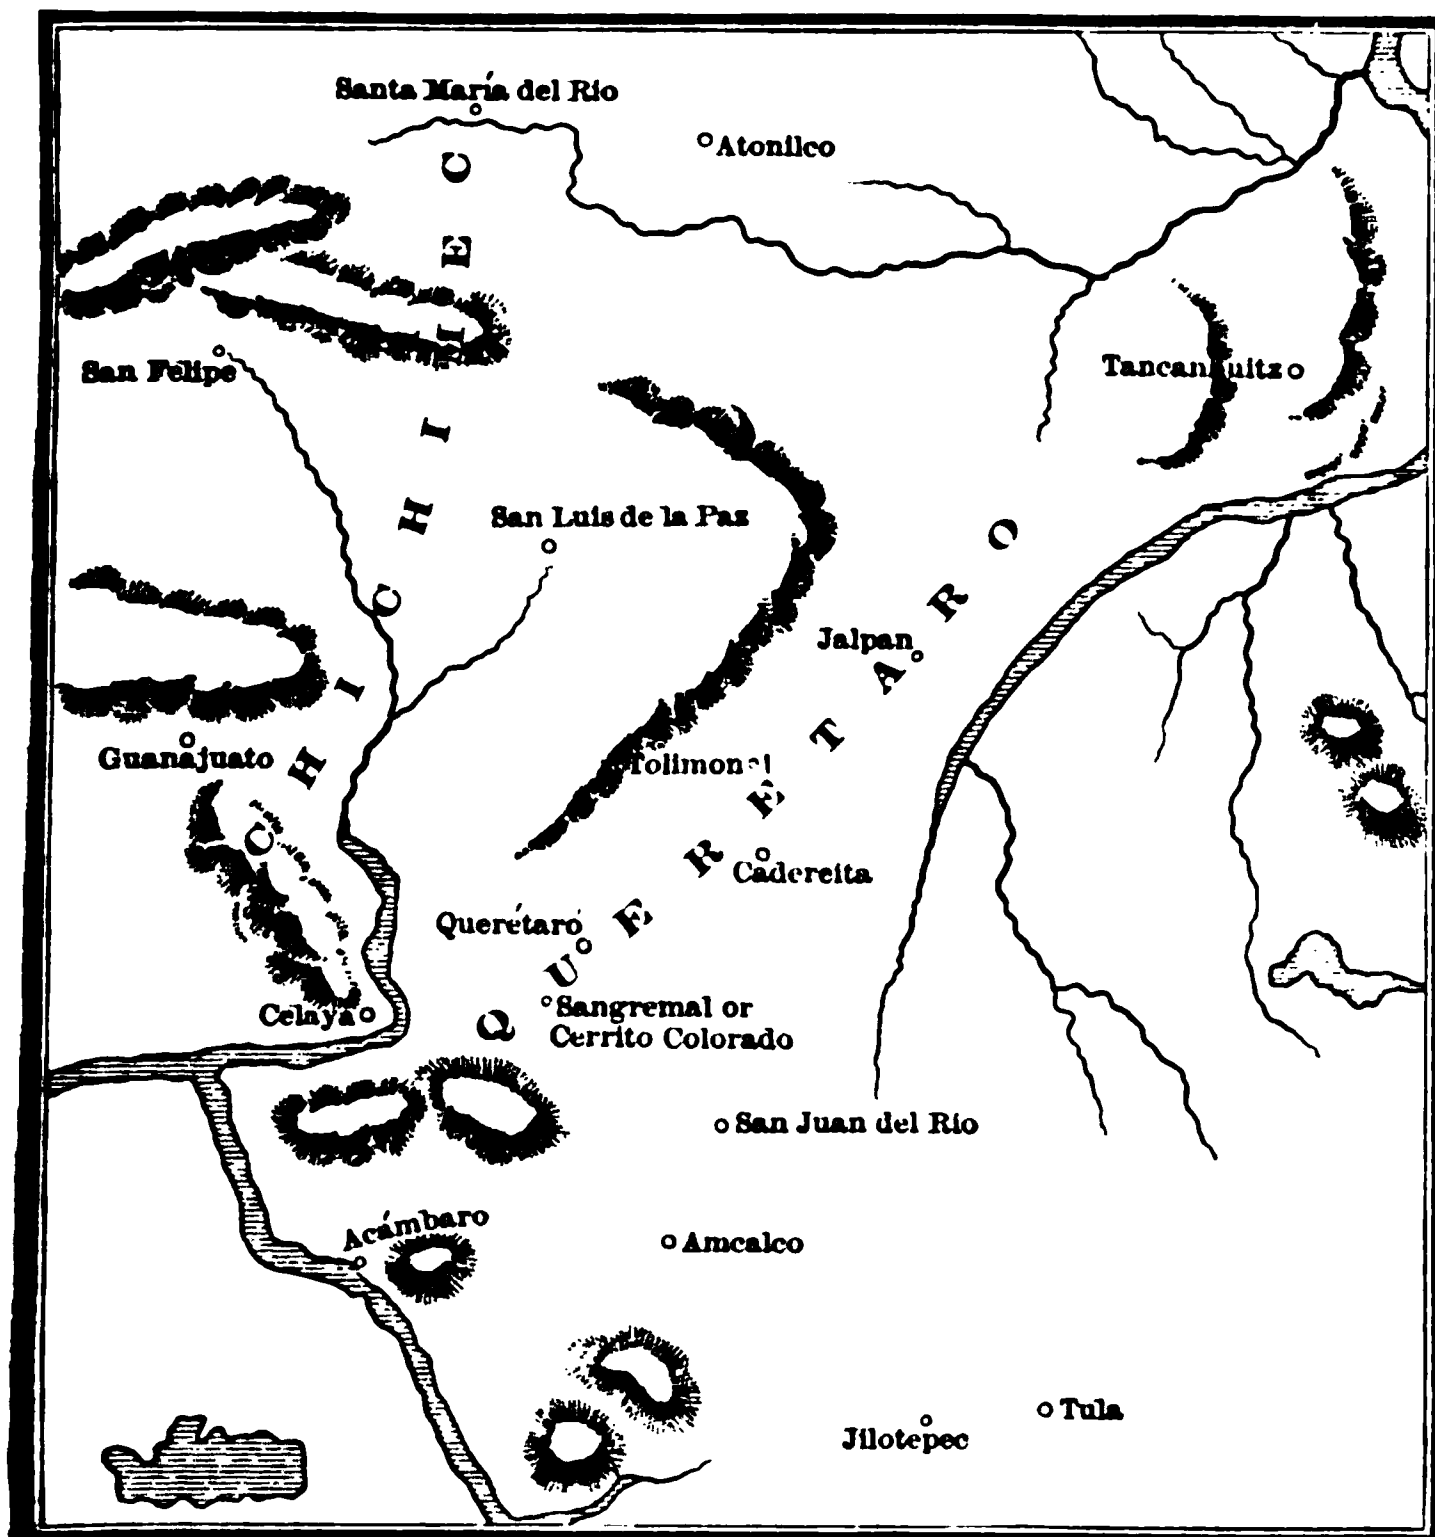 Santa María del Rio
Atonilco
San Felipe
Tancanhuitz
CHICHIMEC
San Luis de la Paz
Jalpan
Guanajuato
QUERETARO
Cadereita
Querétaro
Celaya
Sangremal or
Cerrito Colorado
San Juan del Rio
Acámbaro
Amcalco
Tula
Jilotepec